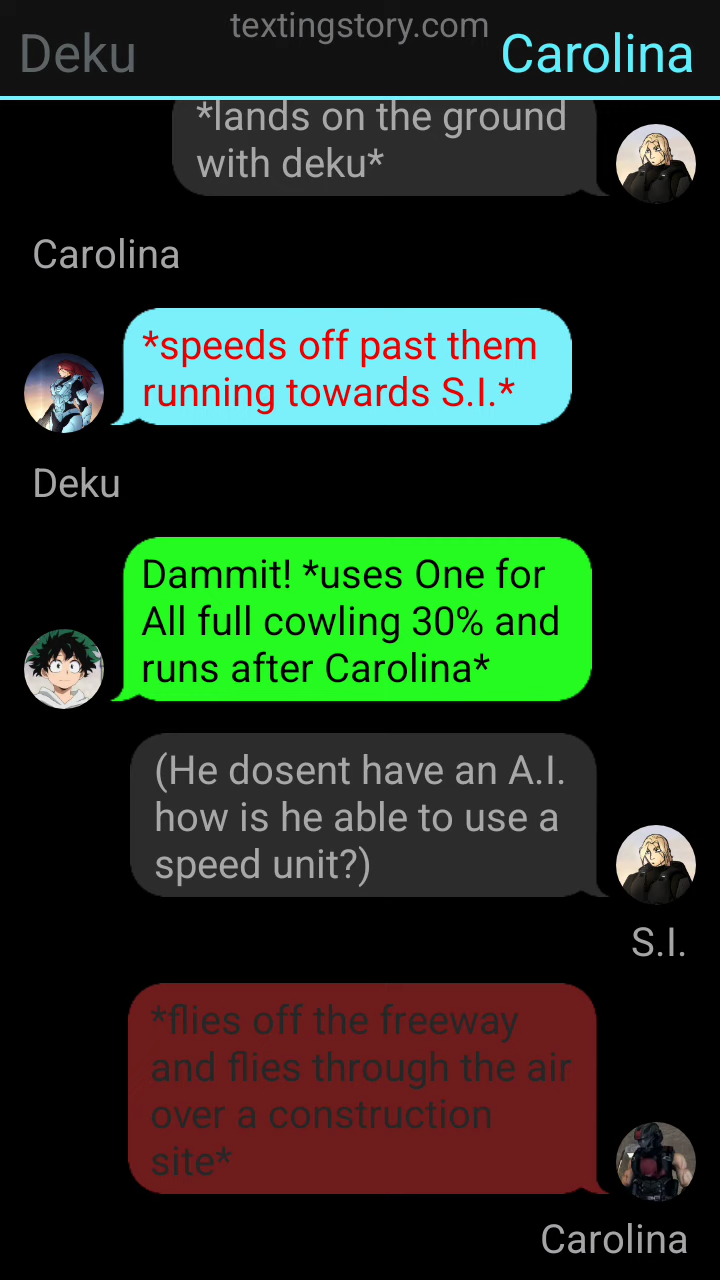 textingstory.com
Deku
Carolina
*lands on the ground
with deku*
Carolina
*speeds off past them
running towards S.I.*
Deku
Dammit! *uses One for
All full cowling 30% and
runs after Carolina*
(He dosent have an A.I.
how is he able to use a
speed unit?)
S.I.
*flies off the freeway
and flies through the air
over a construction
site*
Carolina